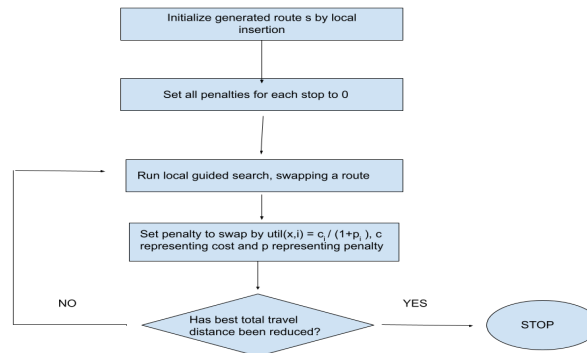 Initialize generated route s by local
insertion
Set all penalties for each stop to 0
Run local guided search, swapping a route
Set penalty to swap by util(x,i) = cᵢ / (1+pᵢ ), c
representing cost and p representing penalty
NO
YES
Has best total travel
distance been reduced?
STOP